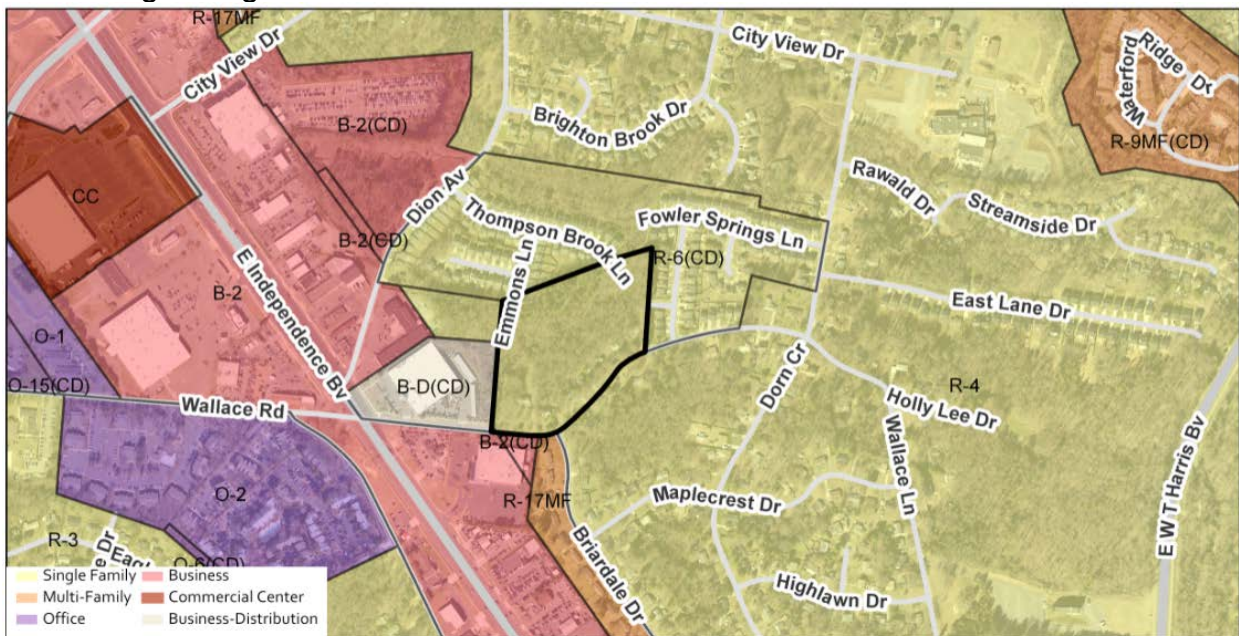 R-17MF
City View Dr
City View Dr
Ridge Dr
Waterford
Brighton Brook Dr
B-2(CD)
R-9MF(CD)
Rawald Dr
CC
Dion Av
Streamside Dr
Thompson Brook Ln
Fowler Springs Ln
B-2(CD)
R-6(CD)
E Independence Bv
B-2
Emmons Ln
East Lane Dr
O-1
B-D(CD)
O-15(CD)
Dorn Cr
R-4
Wallace Rd
Holly Lee Dr
B-2(CD)
Wallace Ln
O-2
R-17MF
Maplecrest Dr
E W T Harris Bv
R-3
O-6(CD)
Briardale Dr
Highlawn Dr
Single Family
Business
Multi-Family
Commercial Center
Office
Business-Distribution